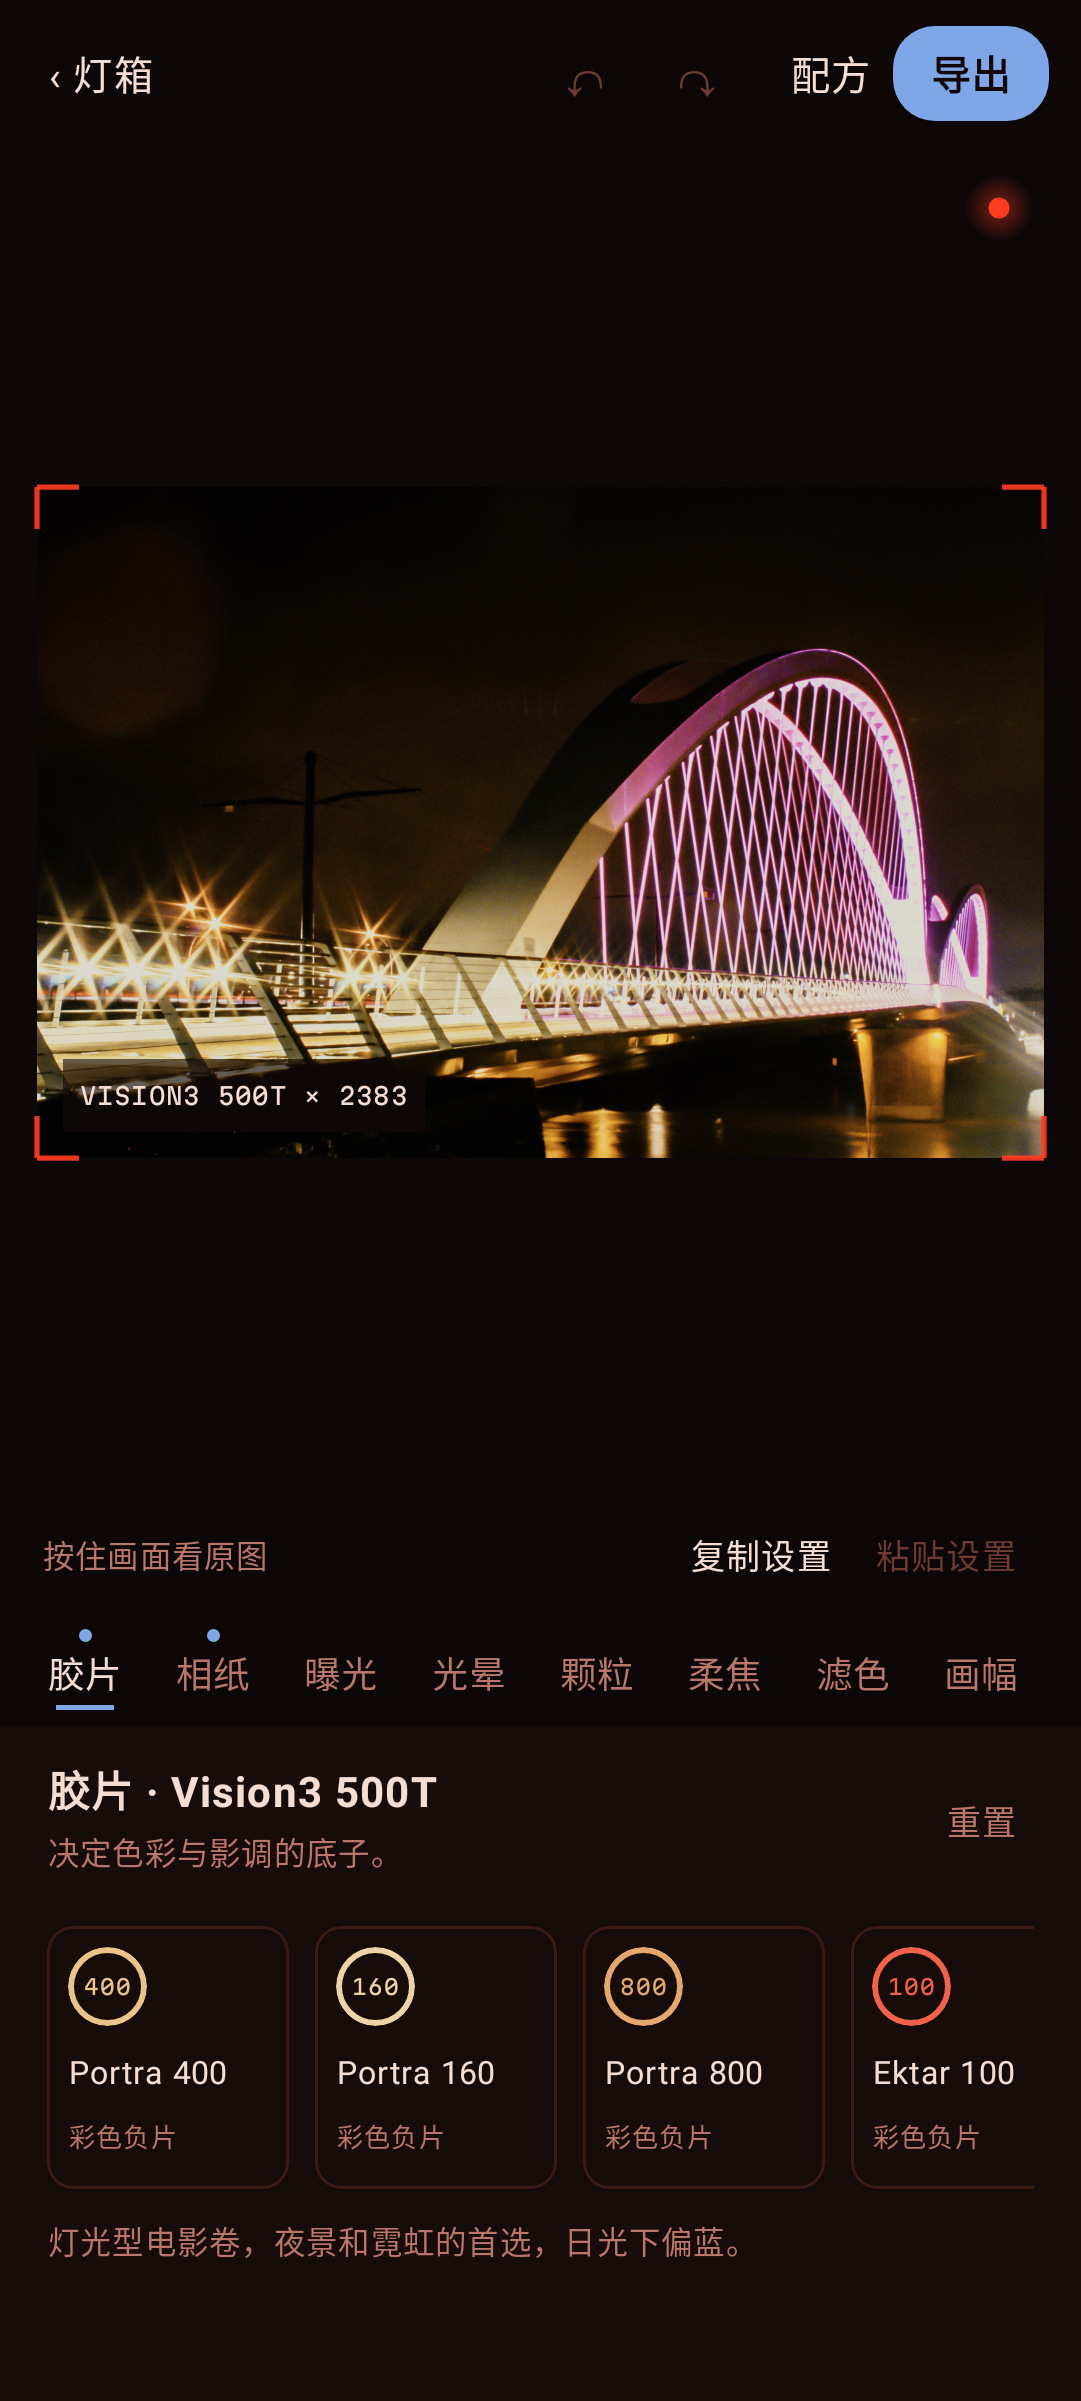 ‹ 灯箱
配方
导出
VISION3 500T × 2383
按住画面看原图
复制设置
粘贴设置
胶片
相纸
曝光
光晕
颗粒
柔焦
滤色
画幅
胶片 · Vision3 500T
决定色彩与影调的底子。
重置
400
160
800
100
Portra 400
Portra 160
Portra 800
Ektar 100
彩色负片
彩色负片
彩色负片
彩色负片
灯光型电影卷，夜景和霓虹的首选，日光下偏蓝。